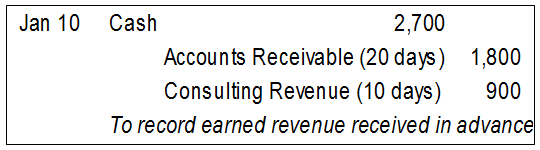 Jan 10 Cash 2,700
Accounts Receivable (20 days) 1,800
Consulting Revenue (10 days) 900
To record earned revenue received in advance